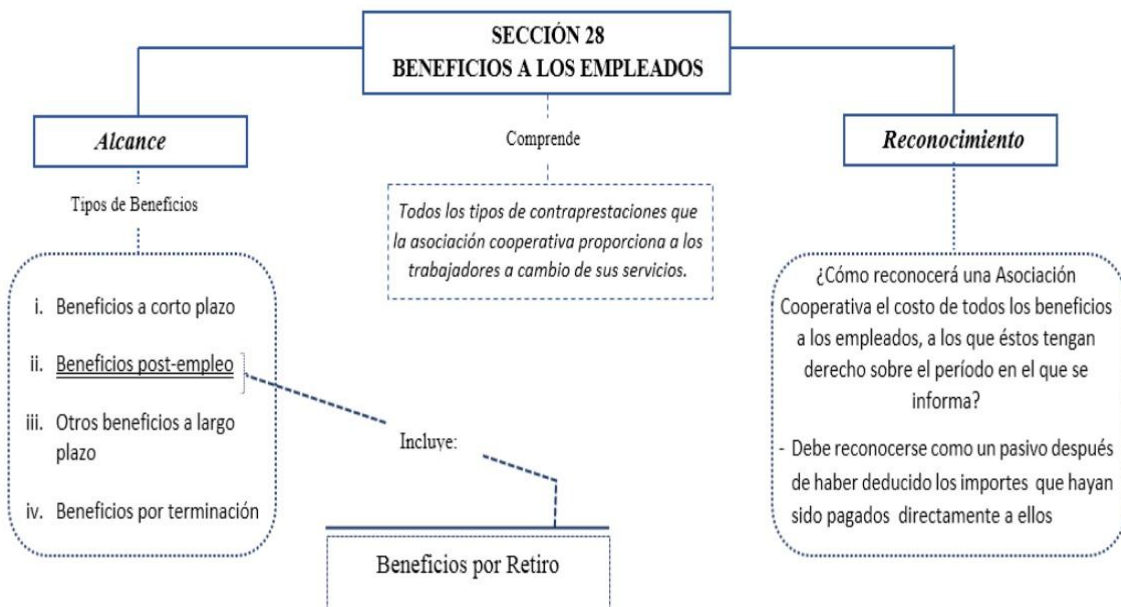 SECCIÓN 28
BENEFICIOS A LOS EMPLEADOS
Alcance
Tipos de Beneficios
i. Beneficios a corto plazo
ii. Beneficios post-empleo
iii. Otros beneficios a largo
plazo
iv. Beneficios por terminación
Comprende
Todos los tipos de contraprestaciones que
la asociación cooperativa proporciona a los
trabajadores a cambio de sus servicios.
Incluye:
Beneficios por Retiro
Reconocimiento
¿Cómo reconocerá una Asociación
Cooperativa el costo de todos los beneficios
a los empleados, a los que éstos tengan
derecho sobre el período en el que se
informa?
- Debe reconocerse como un pasivo después
de haber deducido los importes que hayan
sido pagados directamente a ellos